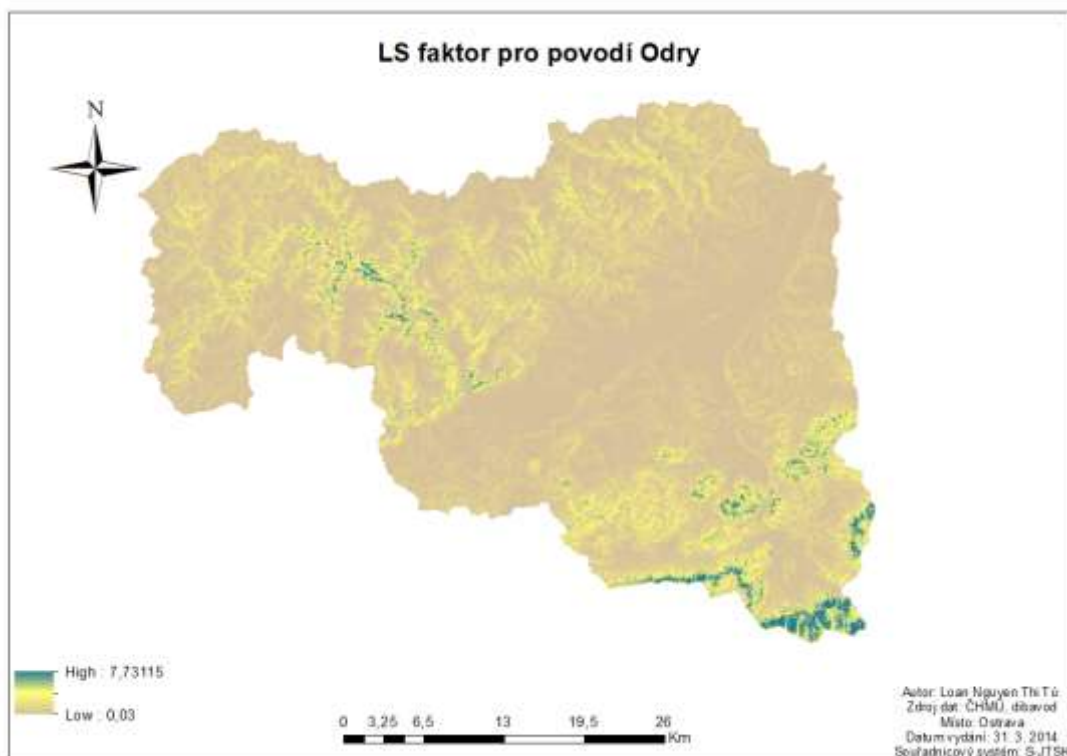 LS faktor pro povodí Odry
N
High : 7,73115
Low : 0,03
0 3,25 6,5 13 19,5 26
Km
Autor: Loan Nguyen Thi Tú
Zdroj dat: ČHMÚ, dibavod
Místo: Ostrava
Datum vydání: 31. 3. 2014
Souřadnicový systém: S-JTSK